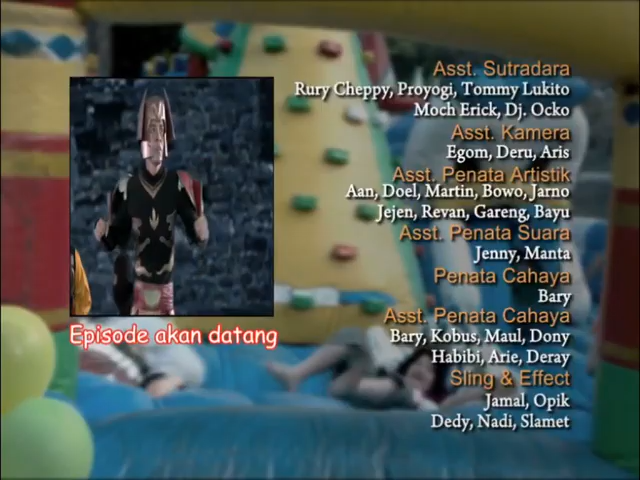 Asst. Sutradara
Rury Cheppy, Proyogi, Tommy Lukito
Moch Erick, Dj. Ocko
Asst. Kamera
Egom, Deru, Aris
Asst. Penata Artistik
Aan, Doel, Martin, Bowo, Jarno
Jejen, Revan, Gareng, Bayu
Asst. Penata Suara
Jenny, Manta
Penata Cahaya
Bary
Asst. Penata Cahaya
Bary, Kobus, Maul, Dony
Habibi, Arie, Deray
Sling & Effect
Jamal, Opik
Dedy, Nadi, Slamet
Episode akan datang